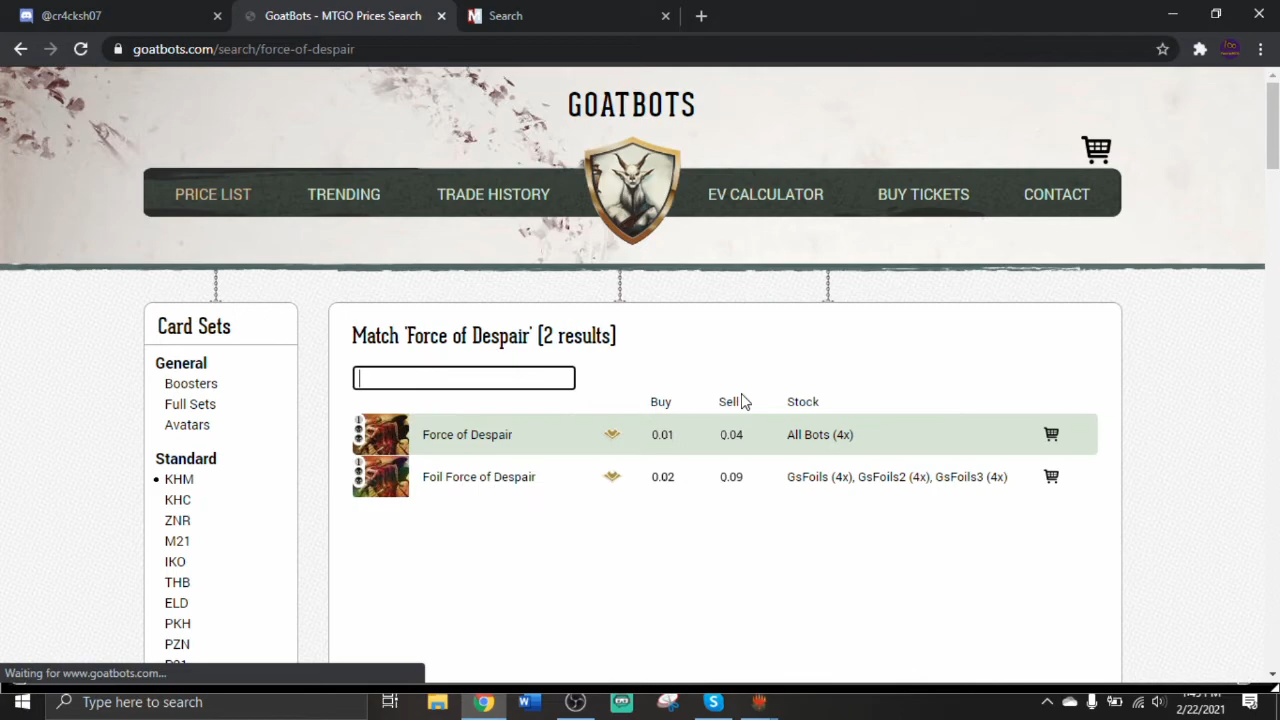 @cr4cksh07
GoatBots - MTGO Prices Search
Search
goatbots.com/search/force-of-despair
GOATBOTS
PRICE LIST TRENDING TRADE HISTORY EV CALCULATOR BUY TICKETS CONTACT
Card Sets
General
Boosters
Full Sets
Avatars
Standard
KHM
KHC
ZNR
M21
IKO
THB
ELD
PKH
PZN
Match 'Force of Despair' [2 results]
Buy Sell Stock
Force of Despair 0.01 0.04 All Bots (4x)
Foil Force of Despair 0.02 0.09 GsFoils (4x), GsFoils2 (4x), GsFoils3 (4x)
Waiting for www.goatbots.com...
Type here to search
2/22/2021